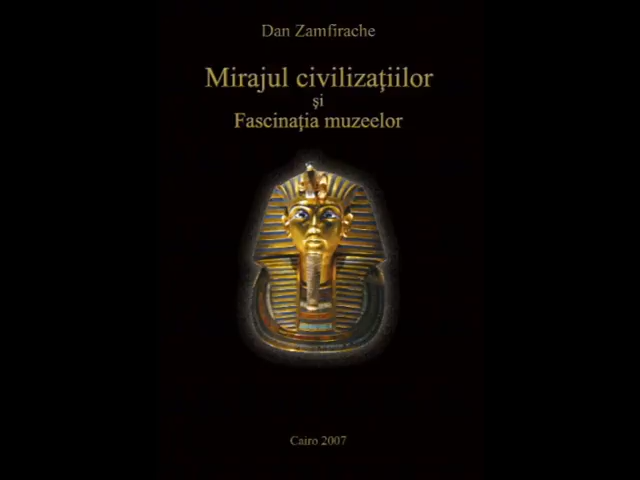 Dan Zamfirache
Mirajul civilizaţiilor
şi
Fascinaţia muzeelor
Cairo 2007